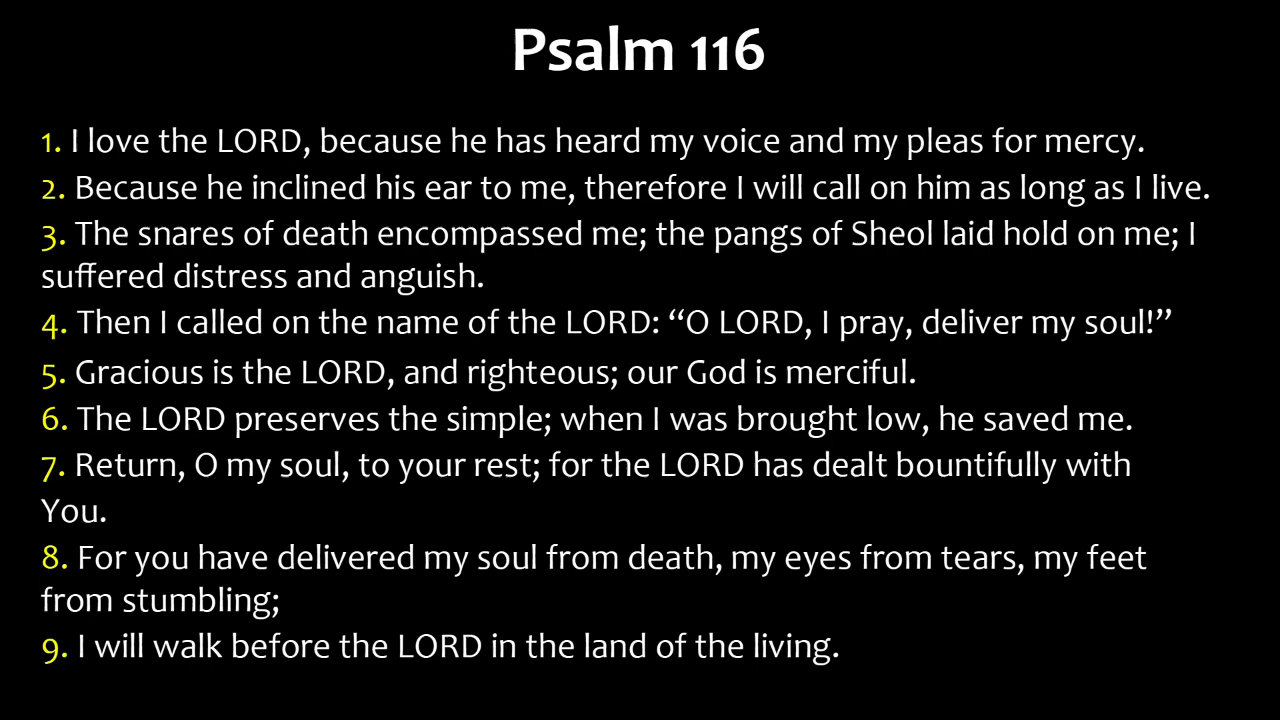 Psalm 116
1. I love the LORD, because he has heard my voice and my pleas for mercy.
2. Because he inclined his ear to me, therefore I will call on him as long as I live.
3. The snares of death encompassed me; the pangs of Sheol laid hold on me; I
suffered distress and anguish.
4. Then I called on the name of the LORD: “O LORD, I pray, deliver my soul!”
5. Gracious is the LORD, and righteous; our God is merciful.
6. The LORD preserves the simple; when I was brought low, he saved me.
7. Return, O my soul, to your rest; for the LORD has dealt bountifully with
You.
8. For you have delivered my soul from death, my eyes from tears, my feet
from stumbling;
9. I will walk before the LORD in the land of the living.